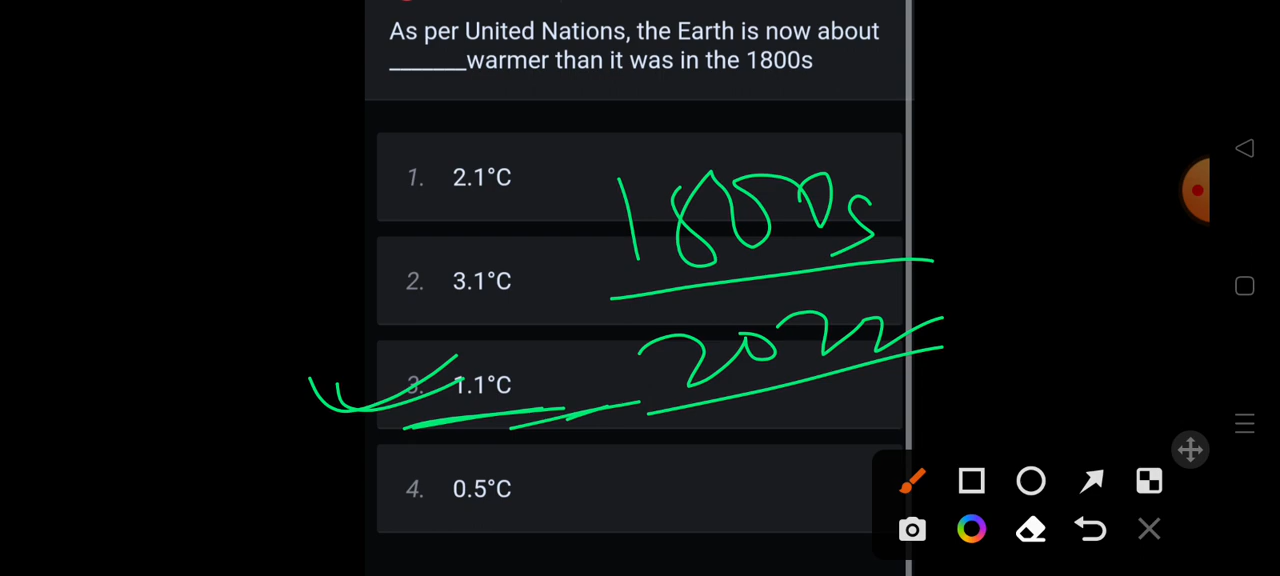 As per United Nations, the Earth is now about
_______warmer than it was in the 1800s
1. 2.1°C
1800s
2. 3.1°C
2022
3. 1.1°C
4. 0.5°C